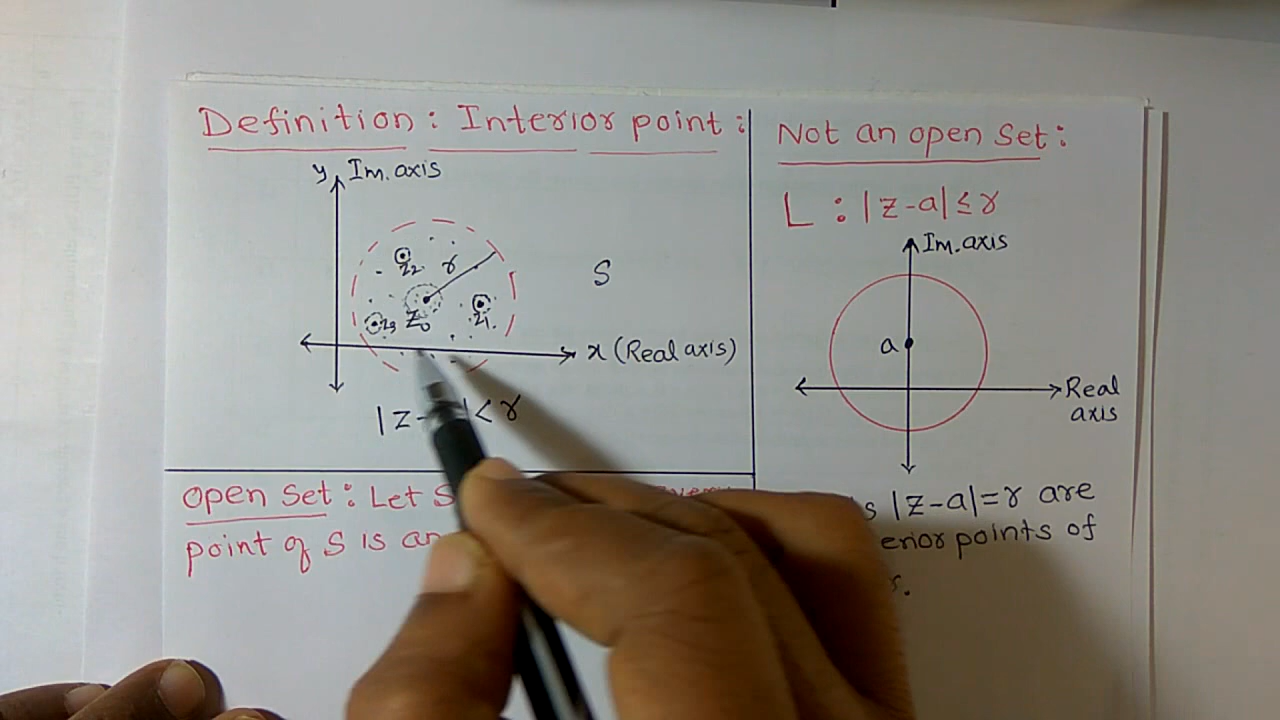 Definition: Interior point:
y Im. axis
z2 r
z3 z0 z1
S
x (Real axis)
|z- |<r
Open Set: Let S Every
point of S is an
Not an open Set:
L : |z-a|≤r
Im. axis
a
Real
axis
|z-a|=r are
points of